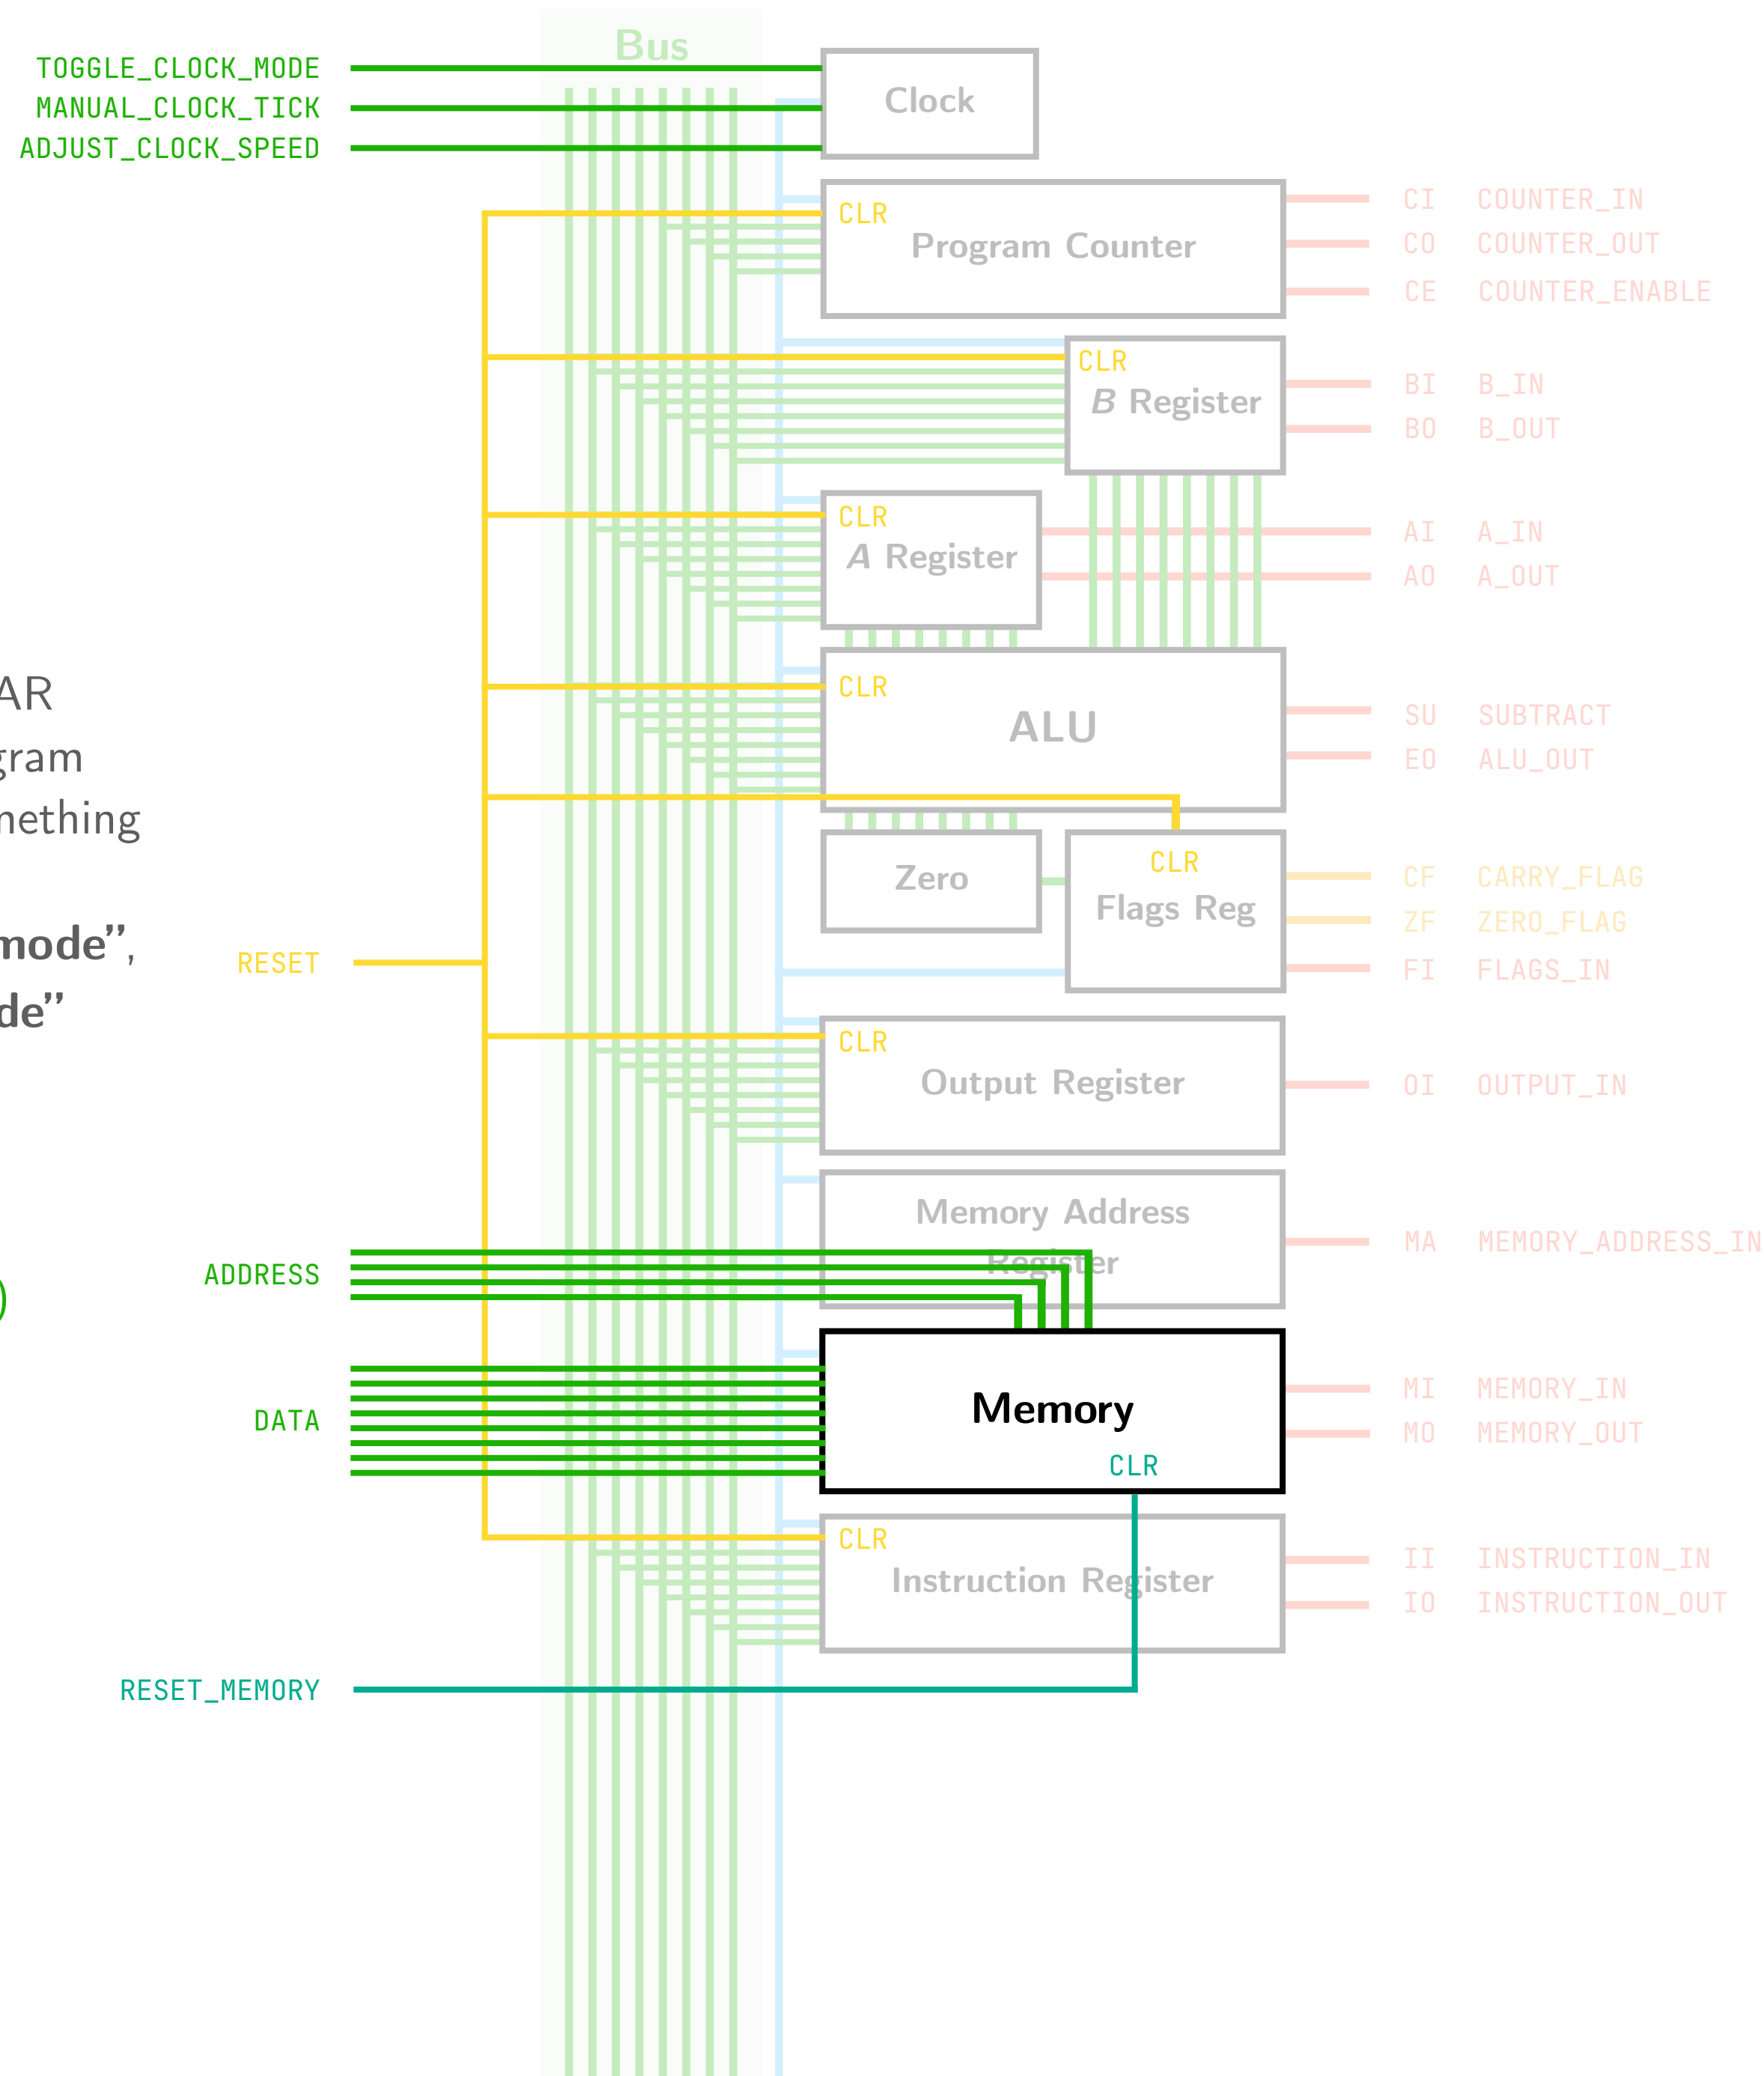 Bus
TOGGLE_CLOCK_MODE
MANUAL_CLOCK_TICK
ADJUST_CLOCK_SPEED
Clock
CLR
Program Counter
CI COUNTER_IN
CO COUNTER_OUT
CE COUNTER_ENABLE
CLR
B Register
BI B_IN
BO B_OUT
CLR
A Register
AI A_IN
AO A_OUT
AR
gram
nething
mode”,
de”
)
CLR
ALU
SU SUBTRACT
EO ALU_OUT
Zero
CLR
Flags Reg
CF CARRY_FLAG
ZF ZERO_FLAG
FI FLAGS_IN
RESET
CLR
Output Register
OI OUTPUT_IN
Memory Address
Register
MA MEMORY_ADDRESS_IN
ADDRESS
DATA
Memory
CLR
MI MEMORY_IN
MO MEMORY_OUT
CLR
Instruction Register
II INSTRUCTION_IN
IO INSTRUCTION_OUT
RESET_MEMORY